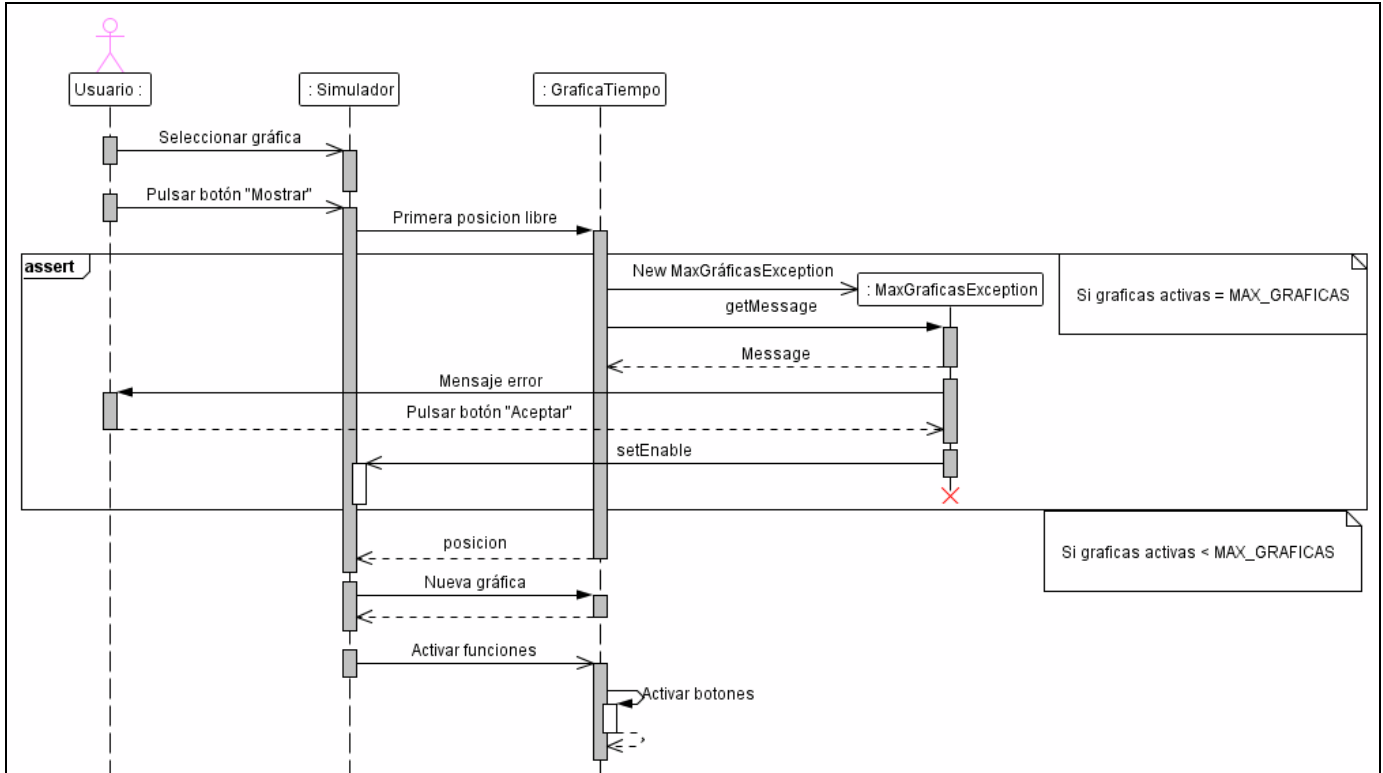 Usuario :
: Simulador
: GraficaTiempo
Seleccionar gráfica
Pulsar botón "Mostrar"
Primera posicion libre
assert
New MaxGráficasException
: MaxGraficasException
Si graficas activas = MAX_GRAFICAS
getMessage
Message
Mensaje error
Pulsar botón "Aceptar"
setEnable
posicion
Si graficas activas < MAX_GRAFICAS
Nueva gráfica
Activar funciones
Activar botones